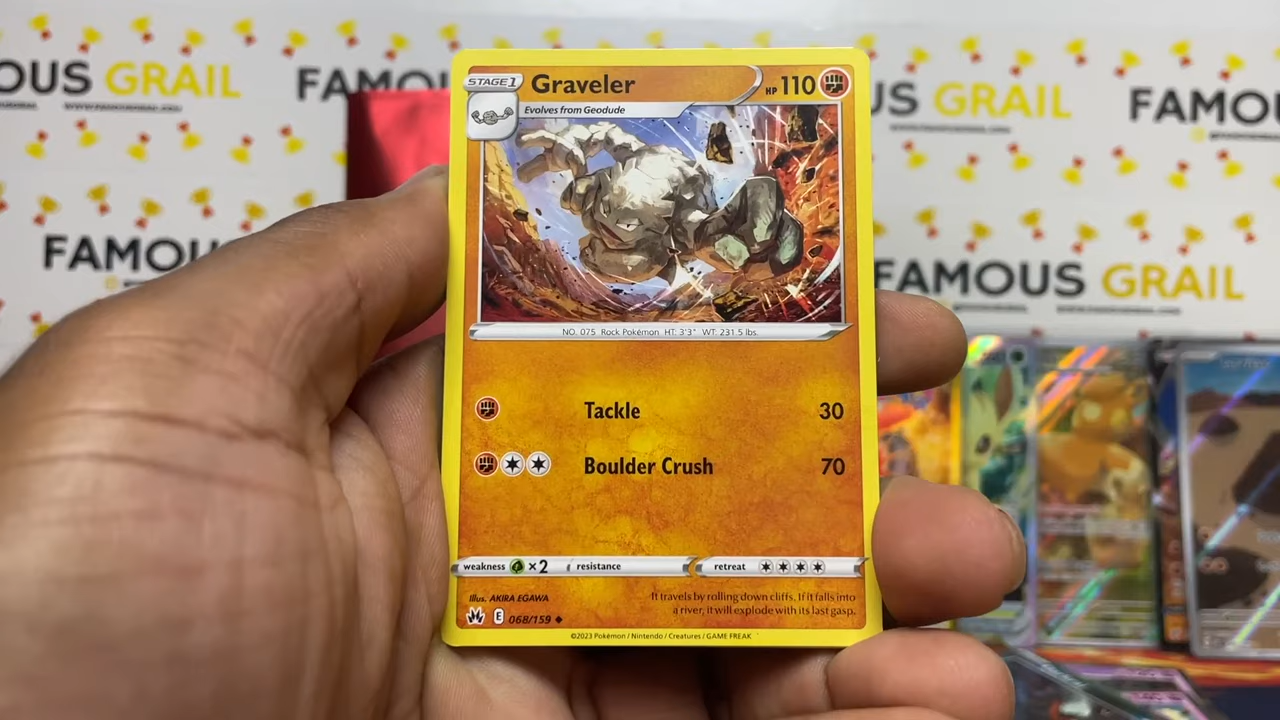 OUS GRAIL
FAMOUS
US GRAIL
FAMOUS
FAMOUS
FAMOUS GRAIL
STAGE 1
Graveler
HP 110
Evolves from Geodude
NO. 075 Rock Pokémon HT: 3'3" WT: 231.5 lbs.
Tackle 30
Boulder Crush 70
weakness ×2 resistance retreat
Illus. AKIRA EGAWA
It travels by rolling down cliffs. If it falls into
a river, it will explode with its last gasp.
E 068/159
©2023 Pokémon / Nintendo / Creatures / GAME FREAK